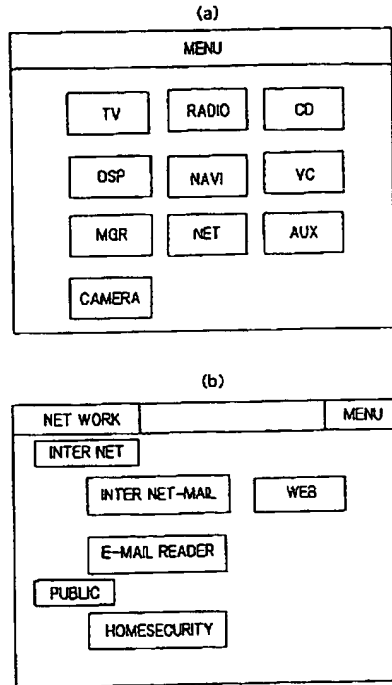 (a)
MENU
TV RADIO CD
DSP NAVI VC
MGR NET AUX
CAMERA
(b)
NET WORK MENU
INTER NET
INTER NET-MAIL WEB
E-MAIL READER
PUBLIC
HOMESECURITY